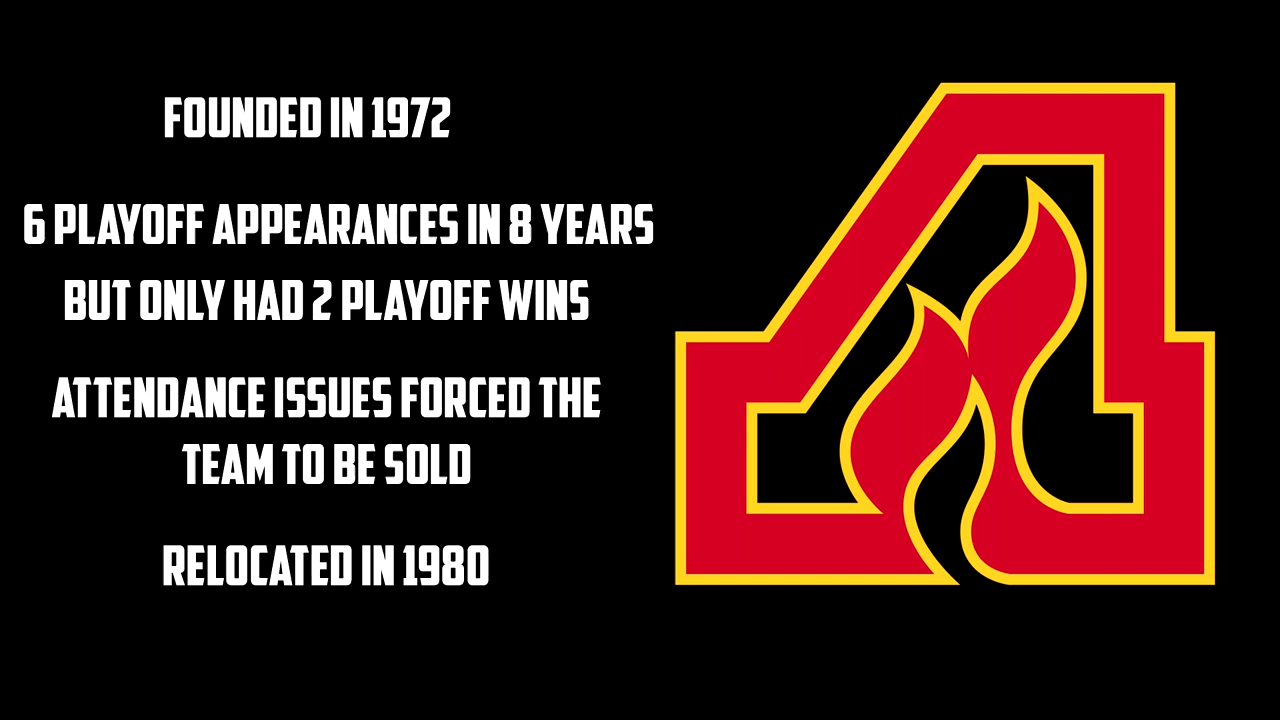 FOUNDED IN 1972
6 PLAYOFF APPEARANCES IN 8 YEARS
BUT ONLY HAD 2 PLAYOFF WINS
ATTENDANCE ISSUES FORCED THE
TEAM TO BE SOLD
RELOCATED IN 1980